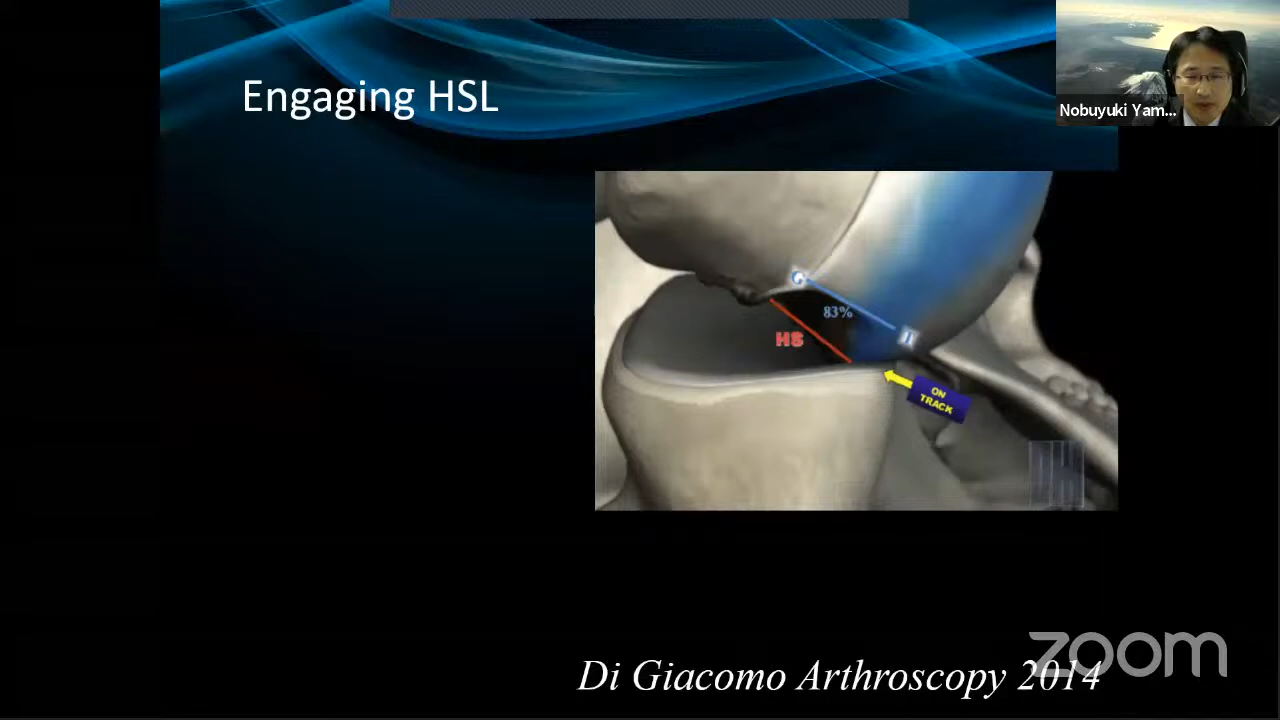 Engaging HSL
Nobuyuki Yam...
G
83%
HS
ON
TRACK
Di Giacomo Arthroscopy 2014
zoom